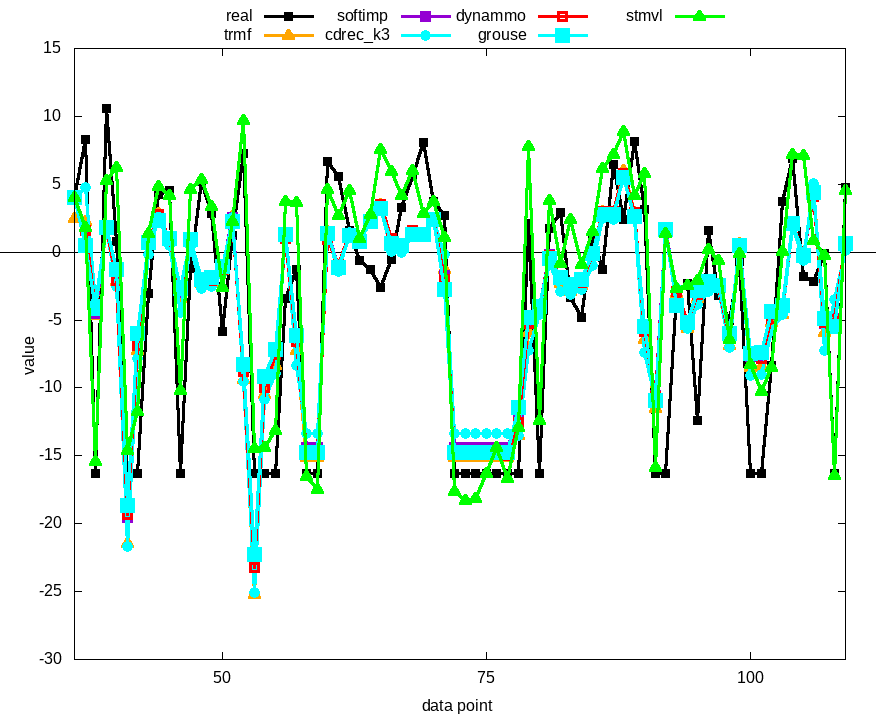 real softimp dynammo stmvl
trmf cdrec_k3 grouse
15
10
5
0
-5
-10
-15
-20
-25
-30
value
50 75 100
data point